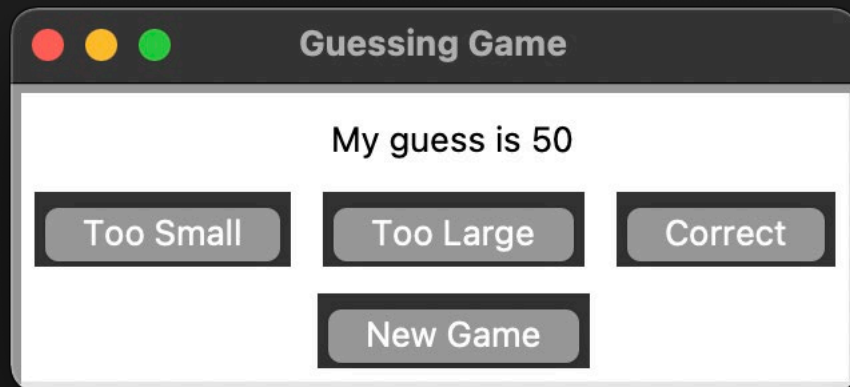 Guessing Game
My guess is 50
Too Small Too Large Correct
New Game